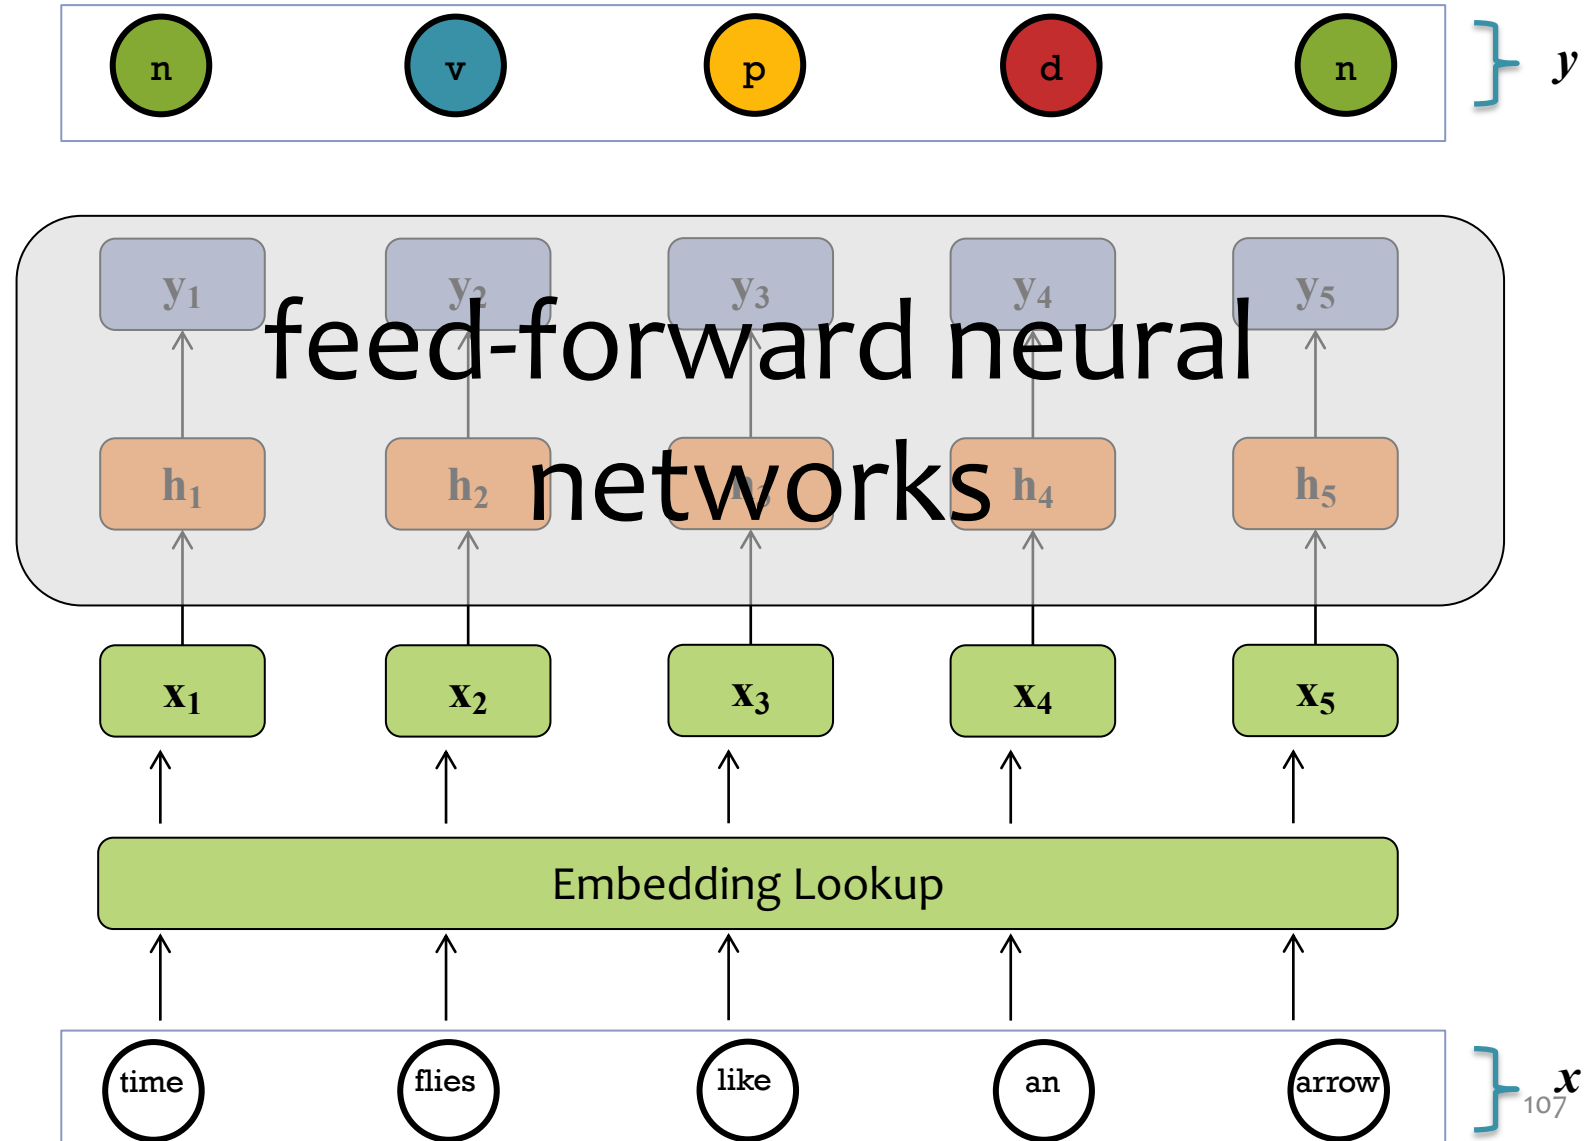 n v p d n y
y₁ y₂ y₃ y₄ y₅
feed-forward neural
h₁ h₂ h₃ h₄ h₅
networks
x₁ x₂ x₃ x₄ x₅
Embedding Lookup
time flies like an arrow x
107